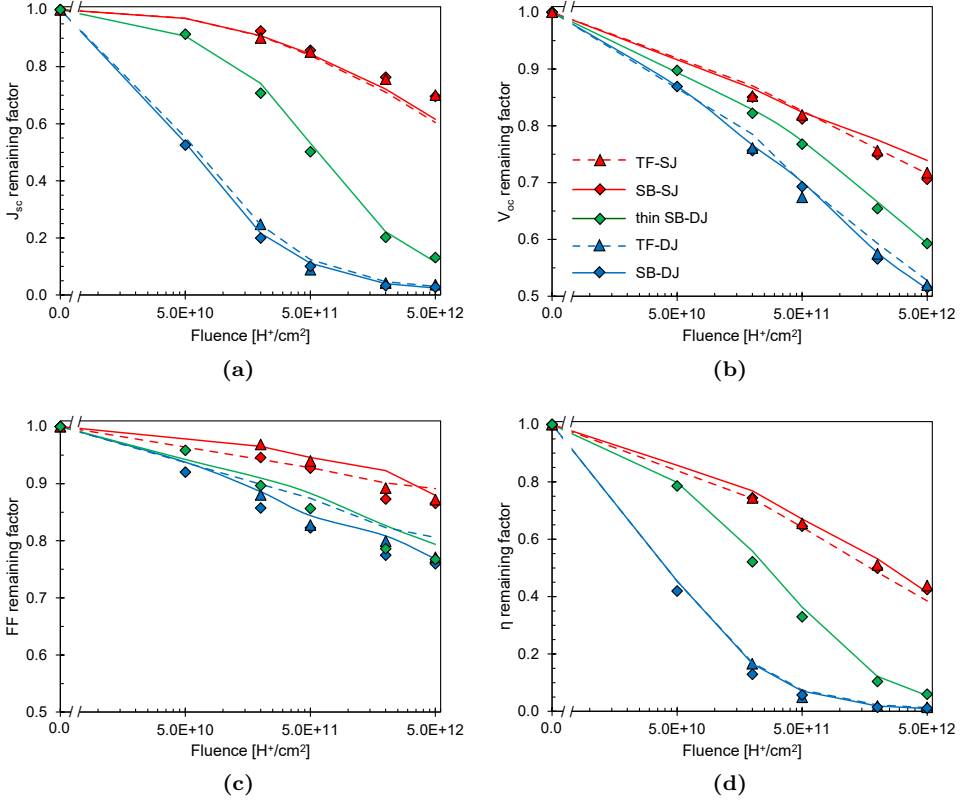 1.0
0.8
0.6
0.4
0.2
0.0
J_sc remaining factor
0.0 5.0E+10 5.0E+11 5.0E+12
Fluence [H⁺/cm²]
(a)
1.0
0.9
0.8
0.7
0.6
0.5
V_oc remaining factor
TF-SJ
SB-SJ
thin SB-DJ
TF-DJ
SB-DJ
0.0 5.0E+10 5.0E+11 5.0E+12
Fluence [H⁺/cm²]
(b)
1.0
0.9
0.8
0.7
0.6
0.5
FF remaining factor
0.0 5.0E+10 5.0E+11 5.0E+12
Fluence [H⁺/cm²]
(c)
1.0
0.8
0.6
0.4
0.2
0.0
η remaining factor
0.0 5.0E+10 5.0E+11 5.0E+12
Fluence [H⁺/cm²]
(d)